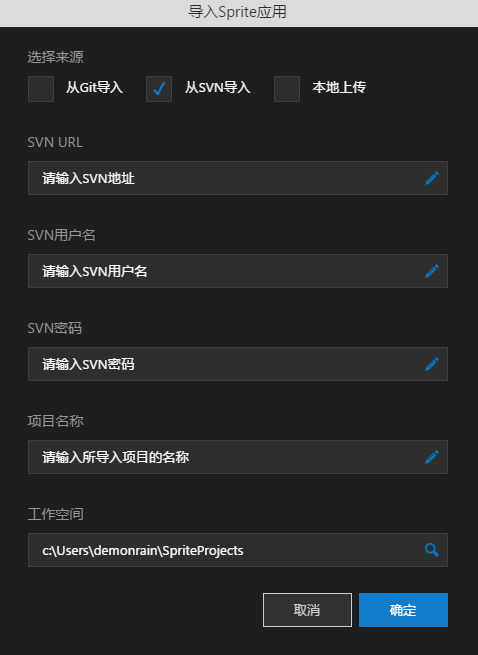 导入Sprite应用
选择来源
从Git导入 从SVN导入 本地上传
SVN URL
请输入SVN地址
SVN用户名
请输入SVN用户名
SVN密码
请输入SVN密码
项目名称
请输入所导入项目的名称
工作空间
c:\Users\demonrain\SpriteProjects
取消 确定